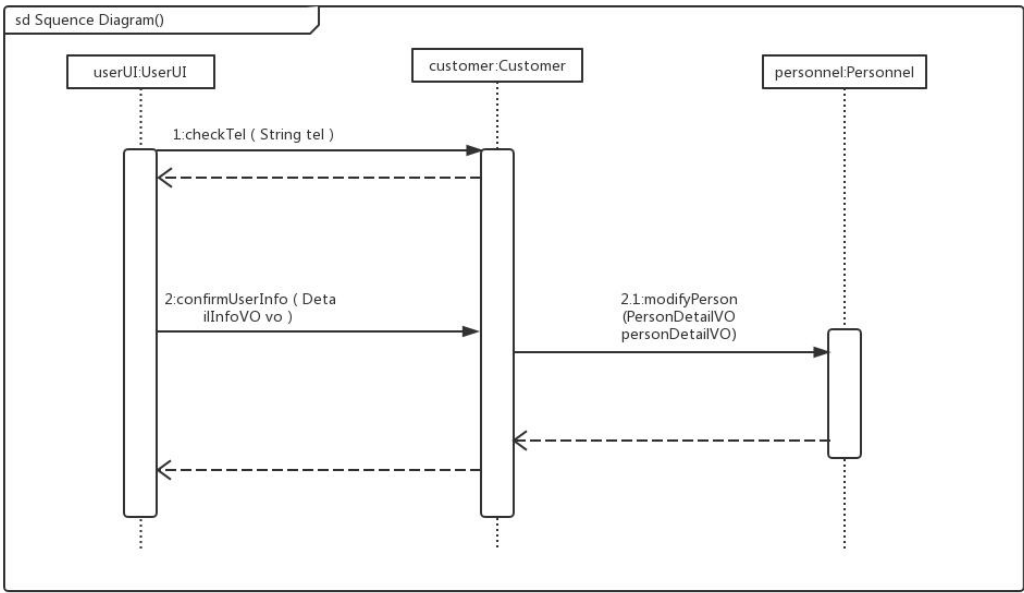 sd Squence Diagram()
userUI:UserUI
customer:Customer
personnel:Personnel
1:checkTel ( String tel )
2:confirmUserInfo ( Deta
ilInfoVO vo )
2.1:modifyPerson
(PersonDetailVO
personDetailVO)